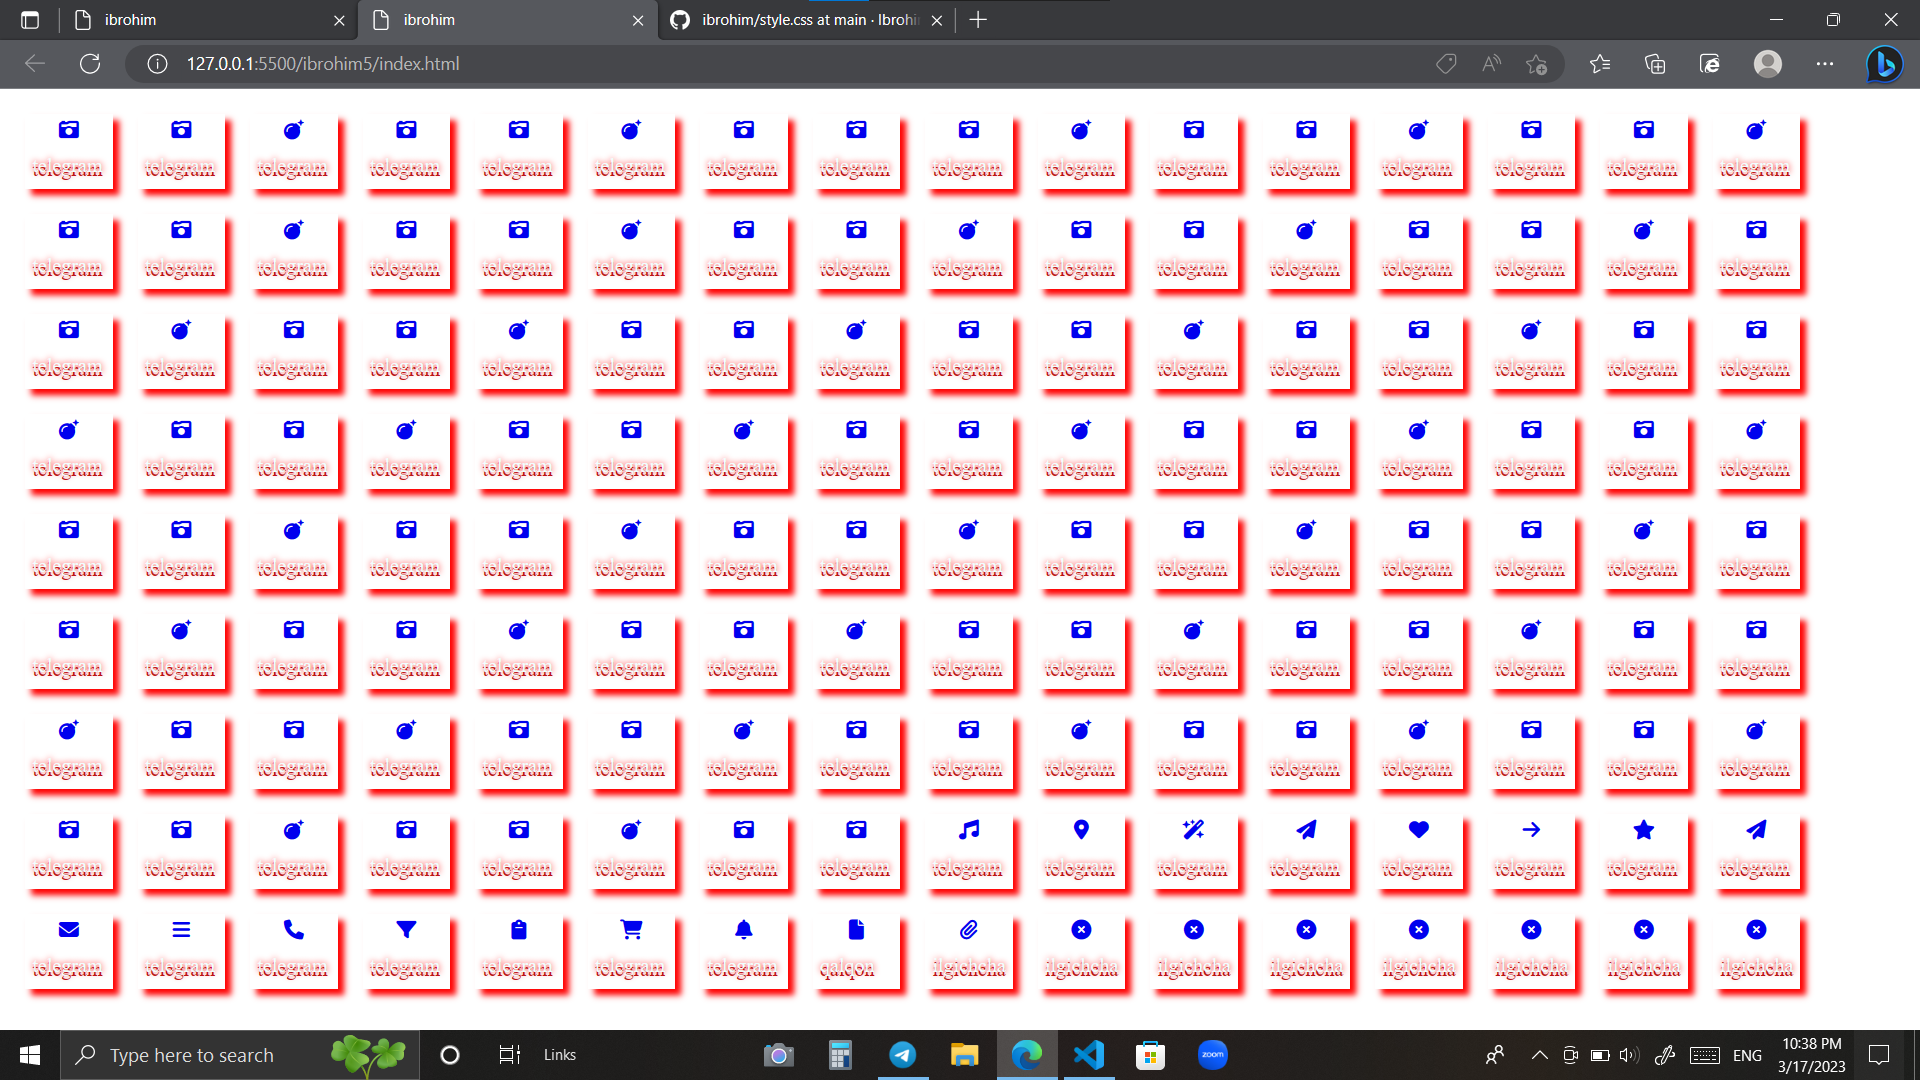 ibrohim
ibrohim
ibrohim/style.css at main · Ibrohi
127.0.0.1:5500/ibrohim5/index.html
telegram telegram telegram telegram telegram telegram telegram telegram telegram telegram telegram telegram telegram telegram telegram telegram
telegram telegram telegram telegram telegram telegram telegram telegram telegram telegram telegram telegram telegram telegram telegram telegram
telegram telegram telegram telegram telegram telegram telegram telegram telegram telegram telegram telegram telegram telegram telegram telegram
telegram telegram telegram telegram telegram telegram telegram telegram telegram telegram telegram telegram telegram telegram telegram telegram
telegram telegram telegram telegram telegram telegram telegram telegram telegram telegram telegram telegram telegram telegram telegram telegram
telegram telegram telegram telegram telegram telegram telegram telegram telegram telegram telegram telegram telegram telegram telegram telegram
telegram telegram telegram telegram telegram telegram telegram telegram telegram telegram telegram telegram telegram telegram telegram telegram
telegram telegram telegram telegram telegram telegram telegram telegram telegram telegram telegram telegram telegram telegram telegram telegram
telegram telegram telegram telegram telegram telegram telegram qalqon ilgichcha ilgichcha ilgichcha ilgichcha ilgichcha ilgichcha ilgichcha ilgichcha
Type here to search
Links
zoom
ENG
10:38 PM
3/17/2023